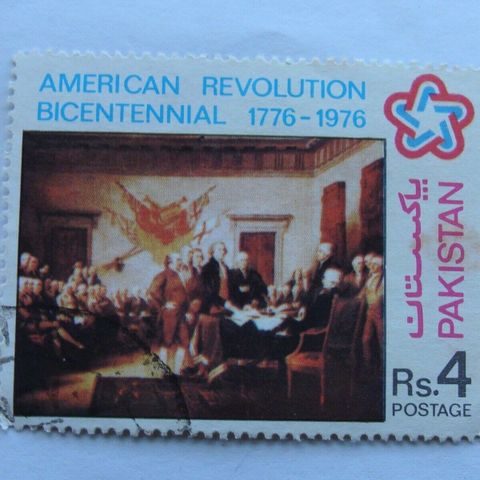 AMERICAN REVOLUTION
BICENTENNIAL 1776-1976
پاکستان
PAKISTAN
Rs.4
POSTAGE